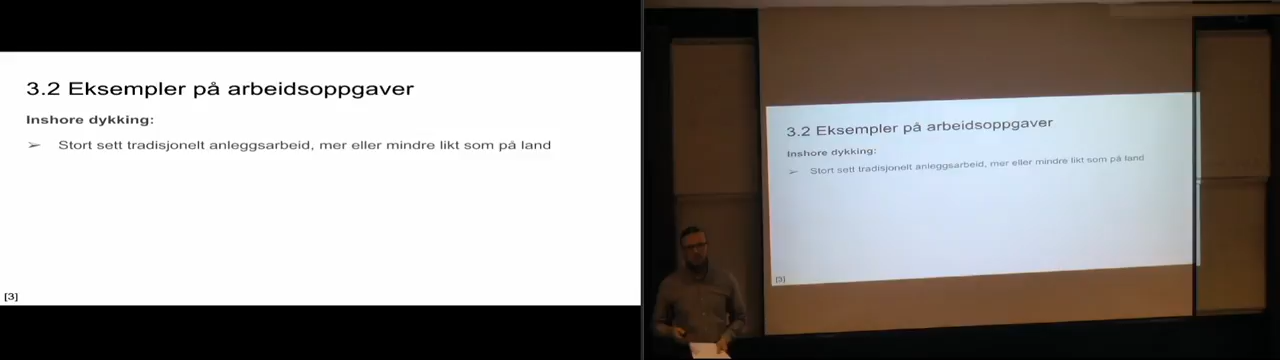 3.2 Eksempler på arbeidsoppgaver
Inshore dykking:
➢ Stort sett tradisjonelt anleggsarbeid, mer eller mindre likt som på land
[3]
3.2 Eksempler på arbeidsoppgaver
Inshore dykking:
➢ Stort sett tradisjonelt anleggsarbeid, mer eller mindre likt som på land
[3]